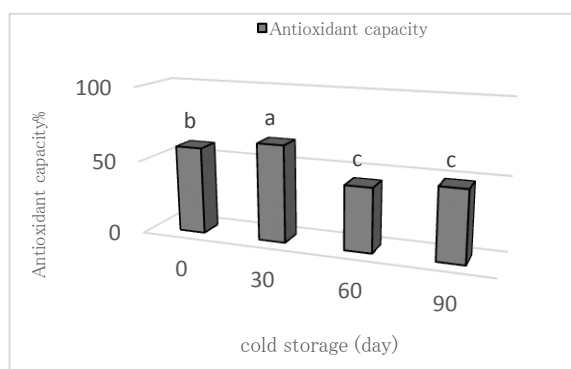 Antioxidant capacity
100
50
0
Antioxidant capacity%
b
a
c
c
0
30
60
90
cold storage (day)